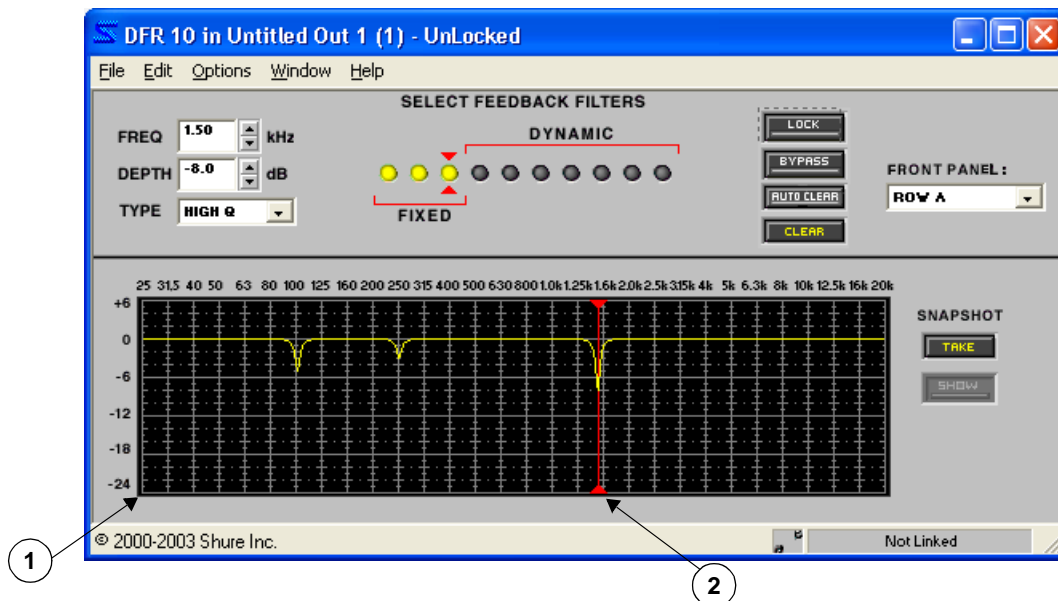 DFR 10 in Untitled Out 1 (1) - UnLocked
File Edit Options Window Help
SELECT FEEDBACK FILTERS
FREQ 1.50 kHz
DEPTH -8.0 dB
TYPE HIGH Q
DYNAMIC
FIXED
LOCK
BYPASS
AUTO CLEAR
CLEAR
FRONT PANEL:
ROW A
25 31,5 40 50 63 80 100 125 160 200 250 315 400 500 630 800 1.0k 1.25k 1.6k 2.0k 2.5k 3.15k 4k 5k 6.3k 8k 10k 12.5k 16k 20k
+6
0
-6
-12
-18
-24
SNAPSHOT
TAKE
SHOW
© 2000-2003 Shure Inc.
a B
Not Linked
1
2